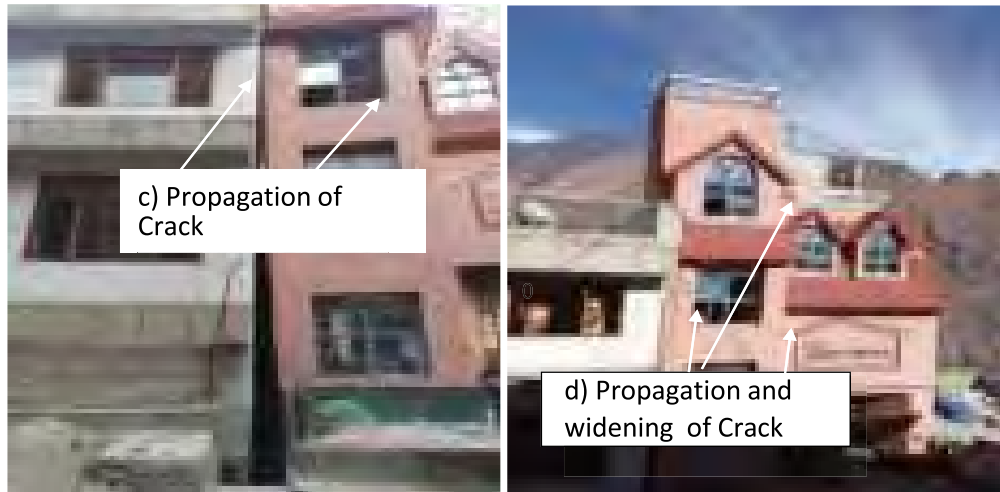 c) Propagation of
Crack
d) Propagation and
widening of Crack